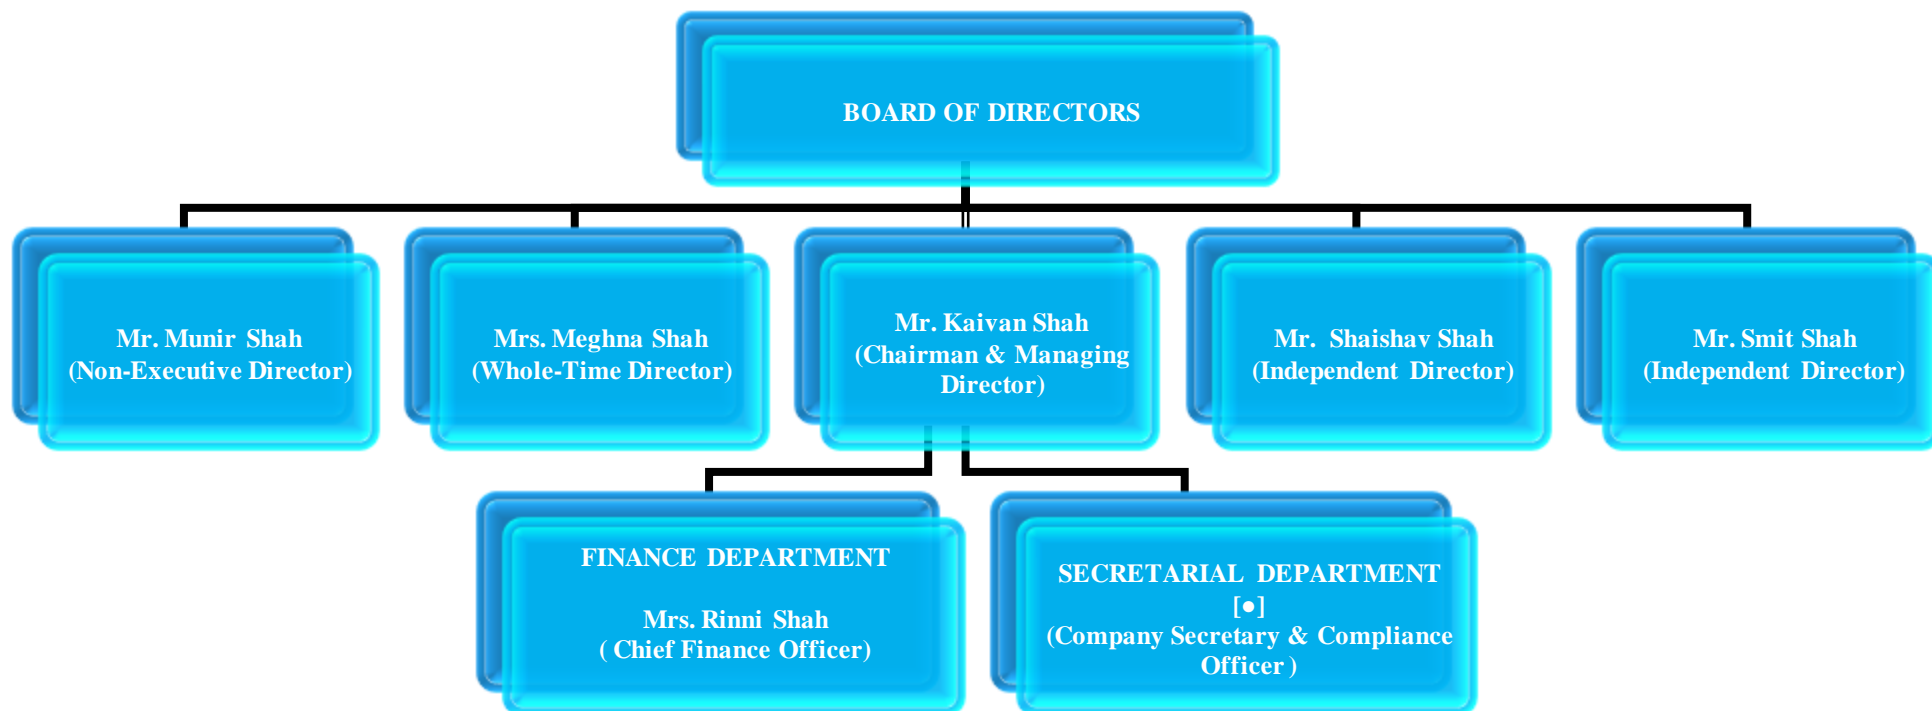 BOARD OF DIRECTORS
Mr. Munir Shah
(Non-Executive Director)
Mrs. Meghna Shah
(Whole-Time Director)
Mr. Kaivan Shah
(Chairman & Managing
Director)
Mr. Shaishav Shah
(Independent Director)
Mr. Smit Shah
(Independent Director)
FINANCE DEPARTMENT
Mrs. Rinni Shah
( Chief Finance Officer)
SECRETARIAL DEPARTMENT
[●]
(Company Secretary & Compliance
Officer )